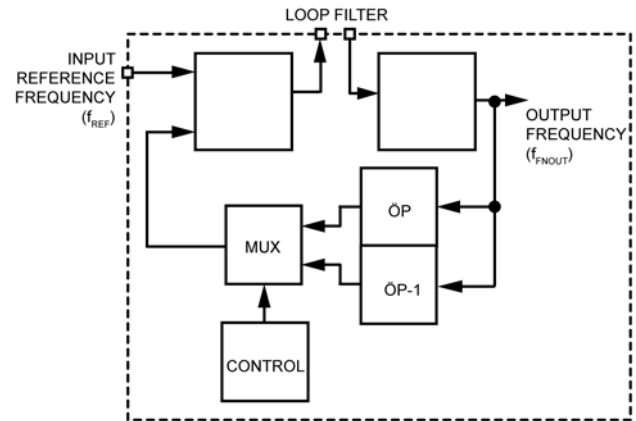 LOOP FILTER
INPUT
REFERENCE
FREQUENCY
(fREF)
OUTPUT
FREQUENCY
(fFNOUT)
ÖP
MUX
ÖP-1
CONTROL